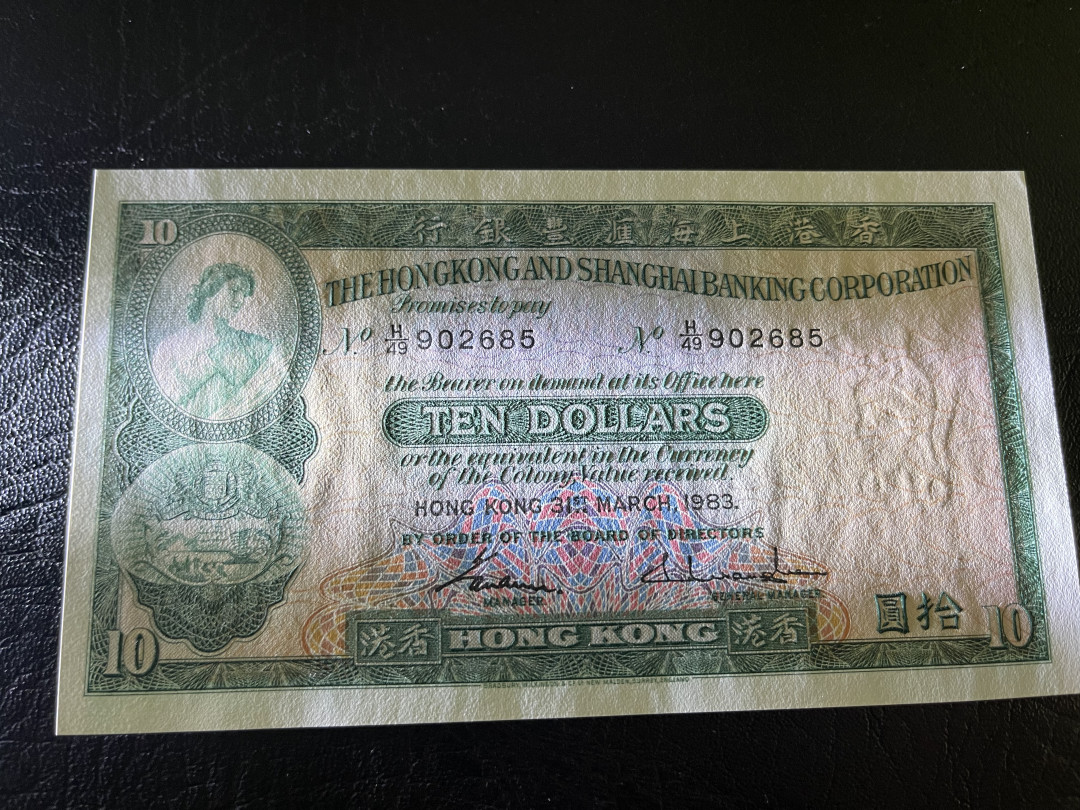 10
行銀豐滙海上港香
THE HONGKONG AND SHANGHAI BANKING CORPORATION
Promises to pay
No. H/49 902685 No. H/49 902685
the Bearer on demand at its Office here
TEN DOLLARS
or the equivalent in the Currency
of the Colony Value received.
HONG KONG 31ST MARCH, 1983.
BY ORDER OF THE BOARD OF DIRECTORS
MANAGER GENERAL MANAGER
圓拾
10 港香 HONG KONG 港香 10